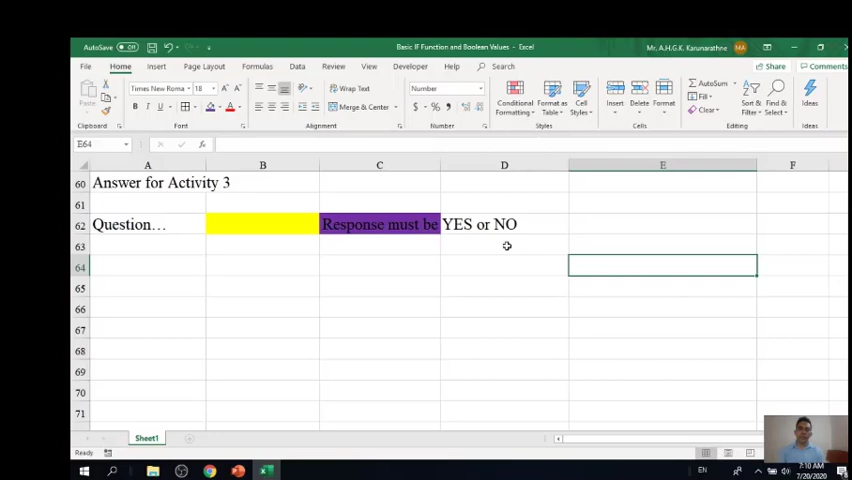 AutoSave Off
Basic IF Function and Boolean Values - Excel
Mr, A.H.G.K. Karunarathne MA
File Home Insert Page Layout Formulas Data Review View Developer Help Search Share Comments
Paste
Clipboard
Times New Roma 18
B I U
Font
Wrap Text
Merge & Center
Alignment
Number
$ %
Number
Conditional Formatting
Format as Table
Cell Styles
Styles
Insert Delete Format
Cells
AutoSum
Fill
Clear
Sort & Filter
Find & Select
Editing
Ideas
Ideas
E64 fx
A B C D E F
60 Answer for Activity 3
61
62 Question… Response must be YES or NO
63
64
65
66
67
68
69
70
71
Sheet1
Ready
EN
7:10 AM
7/20/2020